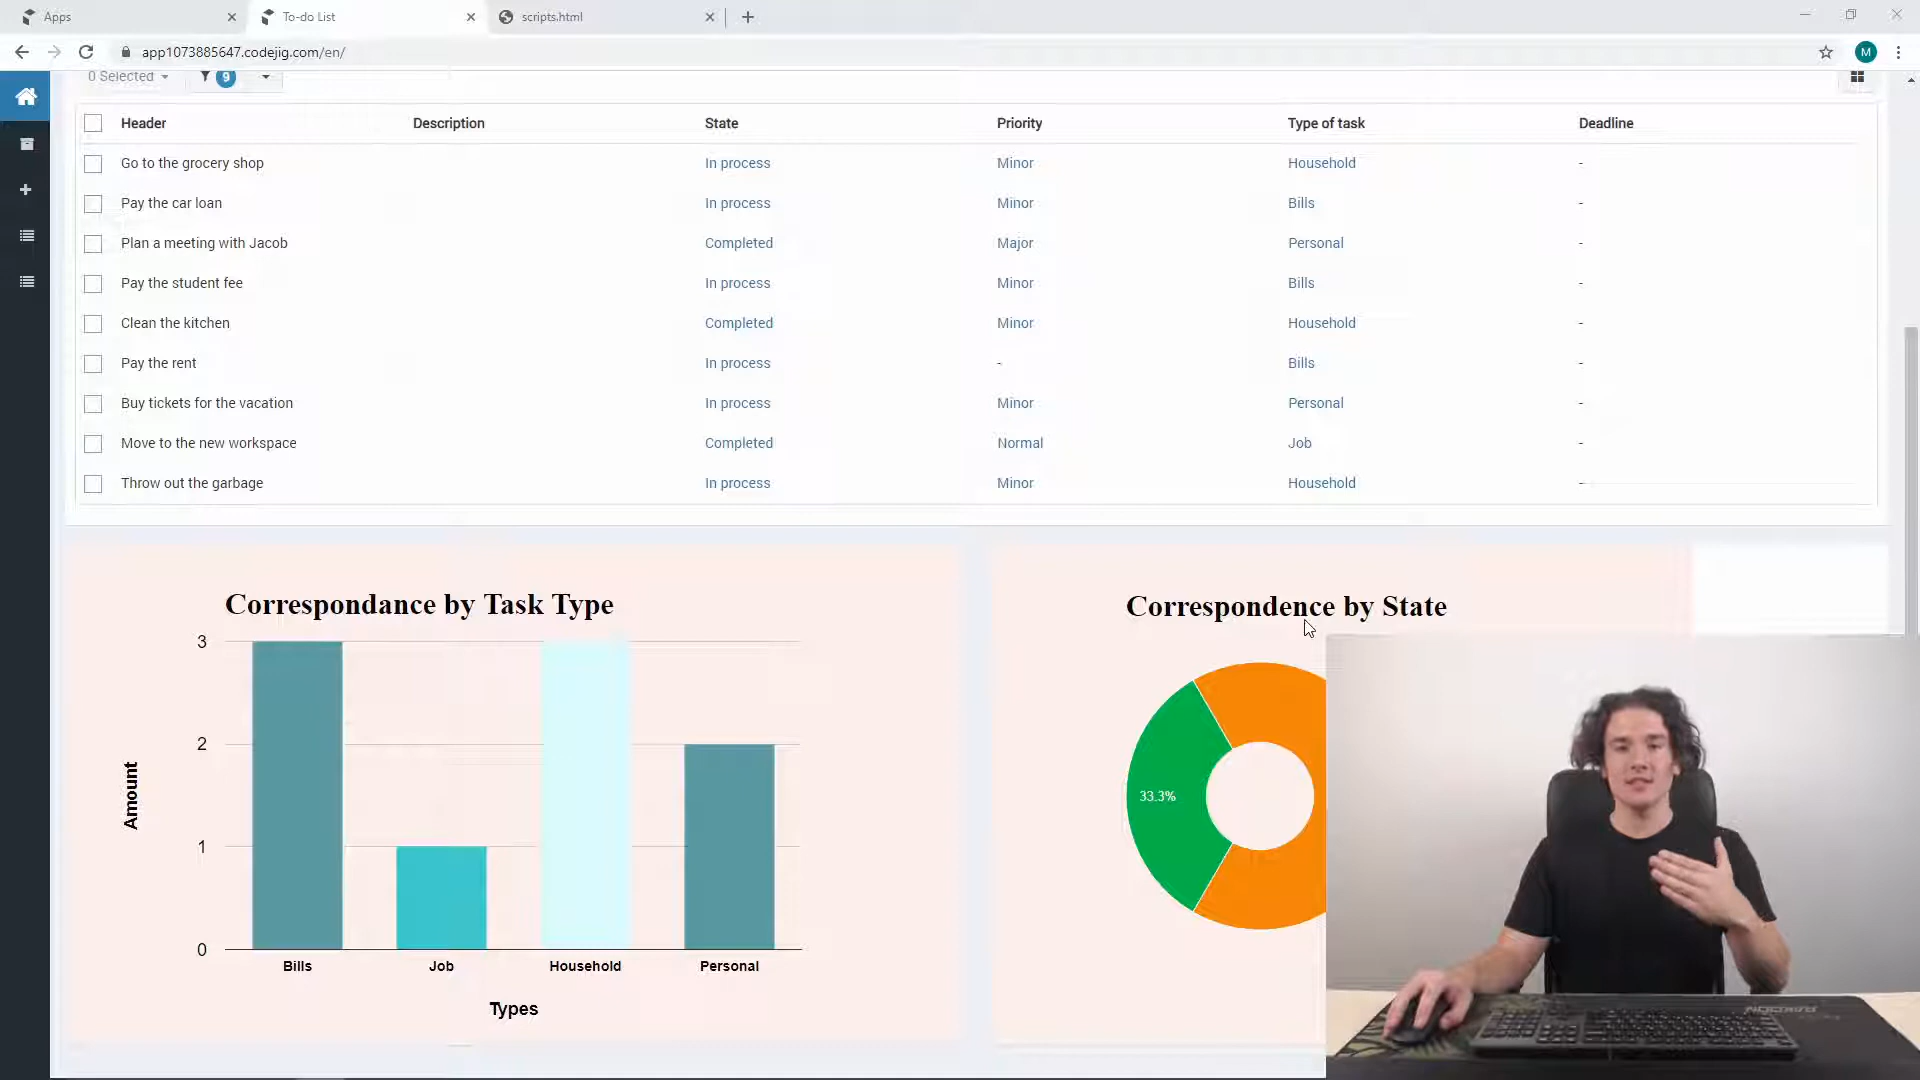 Apps
To-do List
scripts.html
app1073885647.codejig.com/en/
M
0 Selected
9
Header Description State Priority Type of task Deadline
Go to the grocery shop In process Minor Household -
Pay the car loan In process Minor Bills -
Plan a meeting with Jacob Completed Major Personal -
Pay the student fee In process Minor Bills -
Clean the kitchen Completed Minor Household -
Pay the rent In process - Bills -
Buy tickets for the vacation In process Minor Personal -
Move to the new workspace Completed Normal Job -
Throw out the garbage In process Minor Household -
Correspondance by Task Type
3
2
1
0
Amount
Bills Job Household Personal
Types
Correspondence by State
33.3%